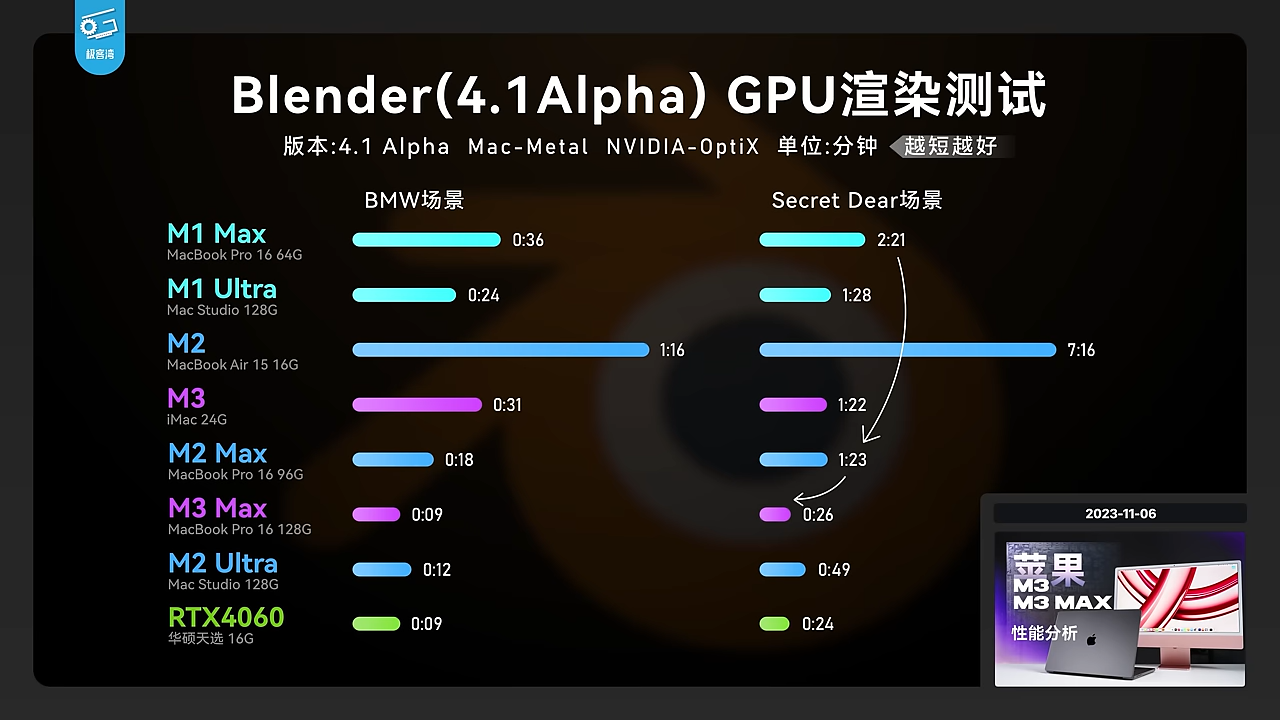 极客湾
Blender(4.1Alpha) GPU渲染测试
版本:4.1 Alpha Mac-Metal NVIDIA-OptiX 单位:分钟 越短越好
BMW场景 Secret Dear场景
M1 Max
MacBook Pro 16 64G
0:36 2:21
M1 Ultra
Mac Studio 128G
0:24 1:28
M2
MacBook Air 15 16G
1:16 7:16
M3
iMac 24G
0:31 1:22
M2 Max
MacBook Pro 16 96G
0:18 1:23
M3 Max
MacBook Pro 16 128G
0:09 0:26
M2 Ultra
Mac Studio 128G
0:12 0:49
RTX4060
华硕天选 16G
0:09 0:24
2023-11-06
苹果
M3
M3 MAX
性能分析